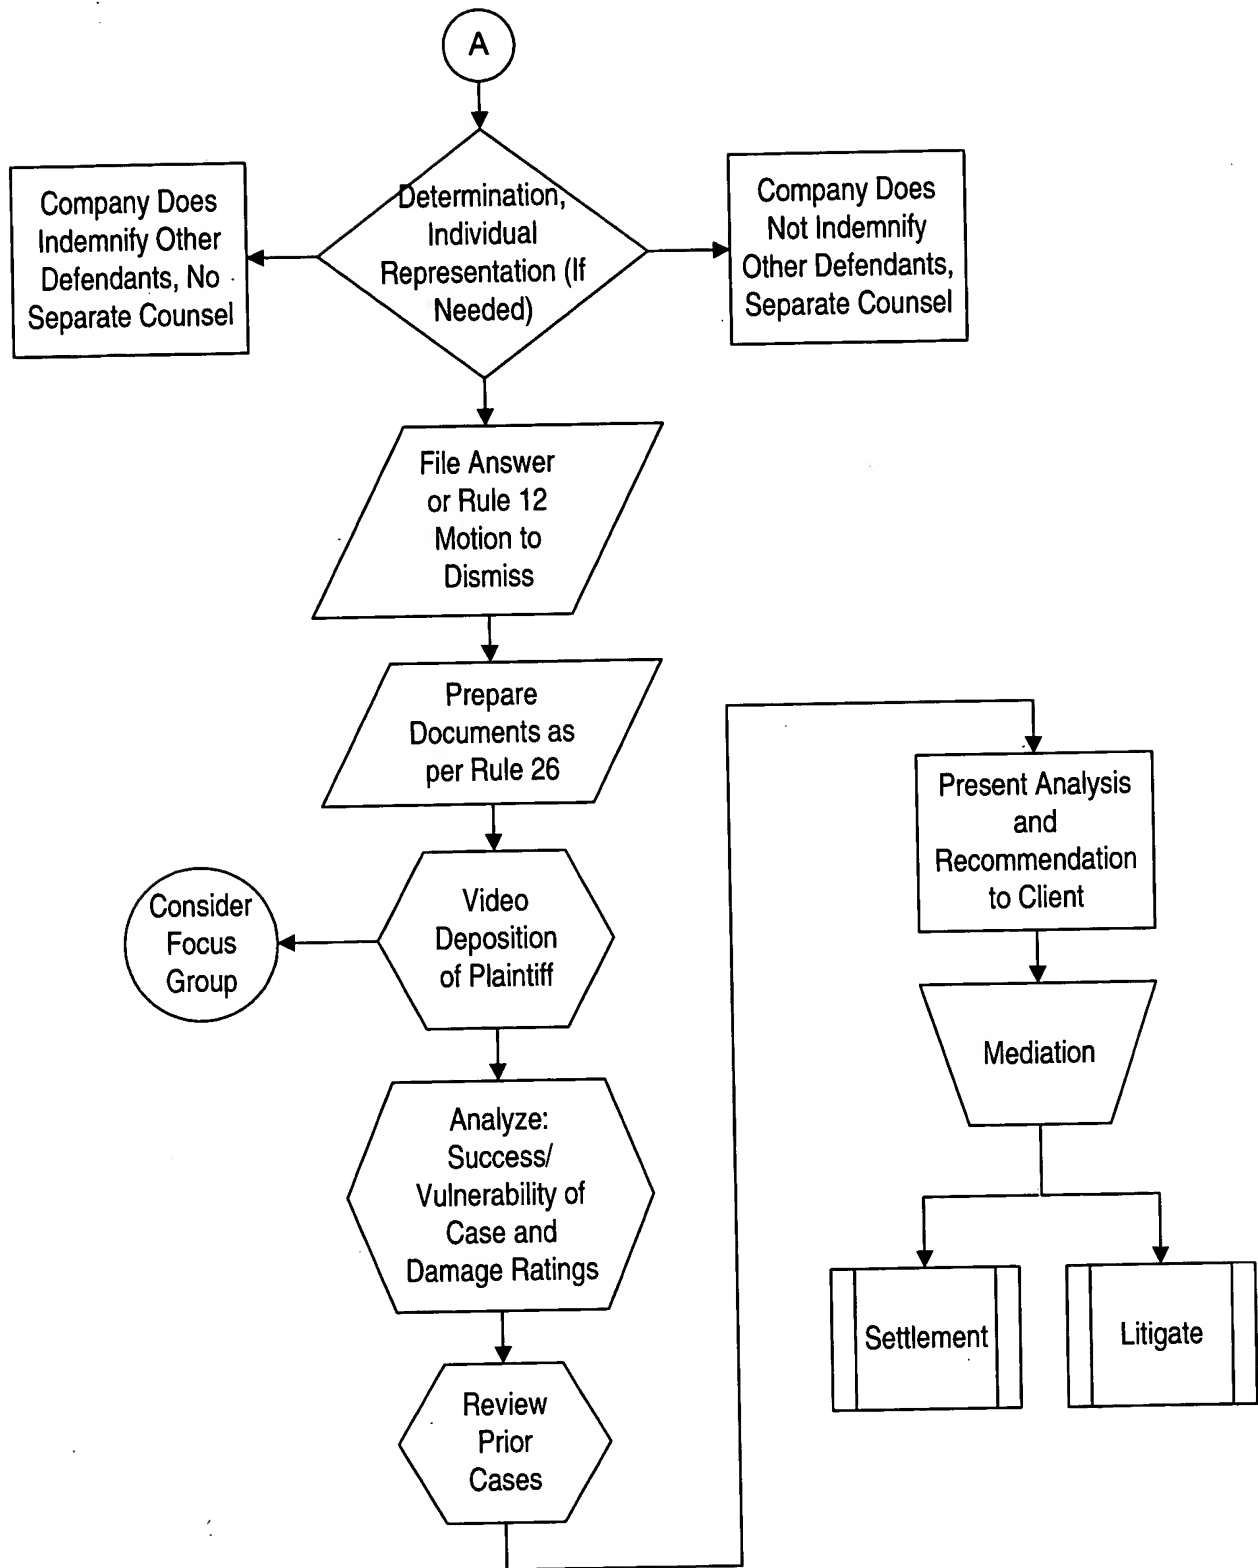 A
Company Does
Indemnify Other
Defendants, No
Separate Counsel
Determination,
Individual
Representation (If
Needed)
Company Does
Not Indemnify
Other Defendants,
Separate Counsel
File Answer
or Rule 12
Motion to
Dismiss
Prepare
Documents as
per Rule 26
Consider
Focus
Group
Video
Deposition
of Plaintiff
Analyze:
Success/
Vulnerability of
Case and
Damage Ratings
Review
Prior
Cases
Present Analysis
and
Recommendation
to Client
Mediation
Settlement
Litigate